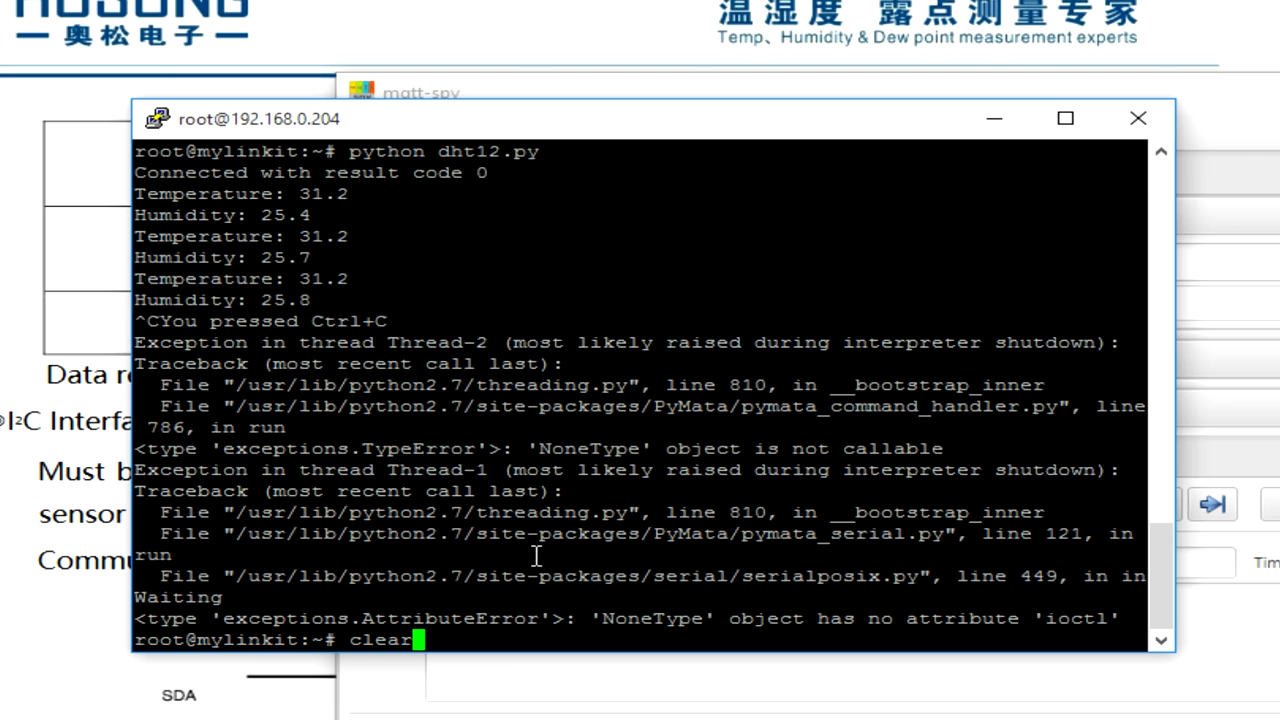 奥松电子
温湿度 露点测量专家
Temp、Humidity & Dew point measurement experts
mqtt-spy
root@192.168.0.204
root@mylinkit:~# python dht12.py
Connected with result code 0
Temperature: 31.2
Humidity: 25.4
Temperature: 31.2
Humidity: 25.7
Temperature: 31.2
Humidity: 25.8
^CYou pressed Ctrl+C
Exception in thread Thread-2 (most likely raised during interpreter shutdown):
Traceback (most recent call last):
  File "/usr/lib/python2.7/threading.py", line 810, in __bootstrap_inner
  File "/usr/lib/python2.7/site-packages/PyMata/pymata_command_handler.py", line
 786, in run
<type 'exceptions.TypeError'>: 'NoneType' object is not callable
Exception in thread Thread-1 (most likely raised during interpreter shutdown):
Traceback (most recent call last):
  File "/usr/lib/python2.7/threading.py", line 810, in __bootstrap_inner
  File "/usr/lib/python2.7/site-packages/PyMata/pymata_serial.py", line 121, in
run
  File "/usr/lib/python2.7/site-packages/serial/serialposix.py", line 449, in in
Waiting
<type 'exceptions.AttributeError'>: 'NoneType' object has no attribute 'ioctl'
root@mylinkit:~# clear
Data re
I²C Interfa
Must b
sensor
Commu
SDA
Tim